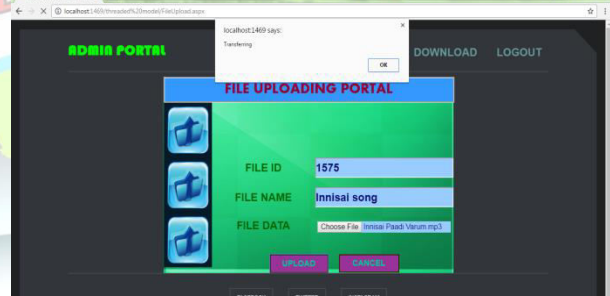 localhost:1469/threaded%20modal/FileUpload.aspx
localhost:1469 says:
Transferring
OK
ADMIN PORTAL
DOWNLOAD LOGOUT
FILE UPLOADING PORTAL
FILE ID 1575
FILE NAME Innisai song
FILE DATA Choose File Innisai Paadi Varum mp3
UPLOAD CANCEL